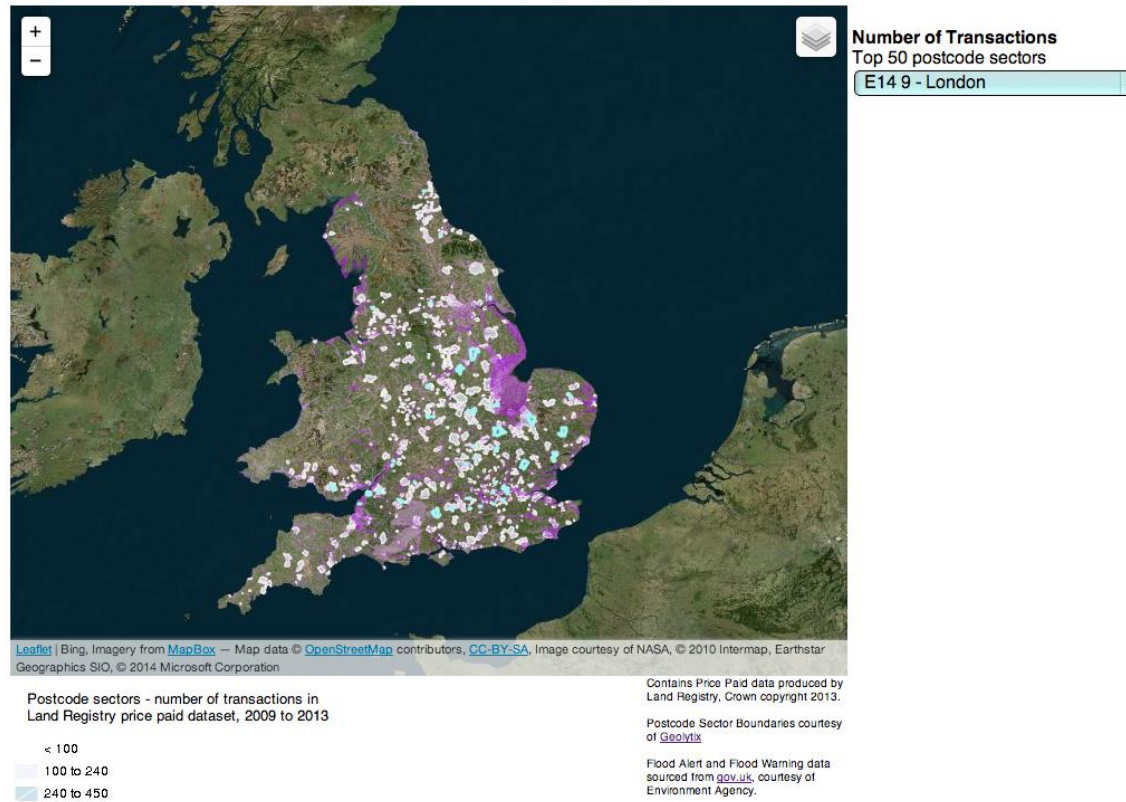 +
−
Number of Transactions
Top 50 postcode sectors
E14 9 - London
Leaflet | Bing, Imagery from MapBox — Map data © OpenStreetMap contributors, CC-BY-SA, Image courtesy of NASA, © 2010 Intermap, Earthstar
Geographics SIO, © 2014 Microsoft Corporation
Postcode sectors - number of transactions in
Land Registry price paid dataset, 2009 to 2013
< 100
100 to 240
240 to 450
Contains Price Paid data produced by
Land Registry, Crown copyright 2013.
Postcode Sector Boundaries courtesy
of Geolytix
Flood Alert and Flood Warning data
sourced from gov.uk, courtesy of
Environment Agency.